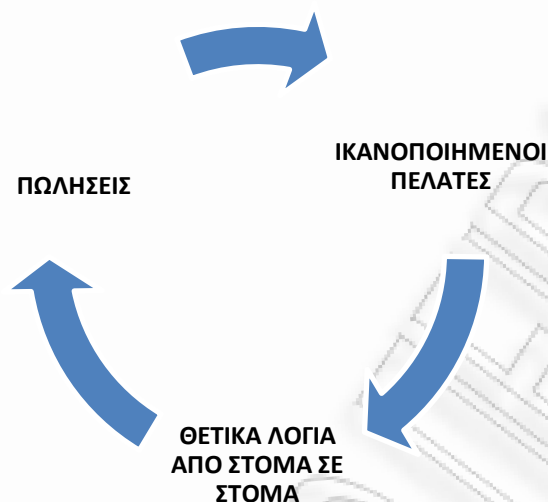 ΠΩΛΗΣΕΙΣ
ΙΚΑΝΟΠΟΙΗΜΕΝΟΙ
ΠΕΛΑΤΕΣ
ΘΕΤΙΚΑ ΛΟΓΙΑ
ΑΠΟ ΣΤΟΜΑ ΣΕ
ΣΤΟΜΑ